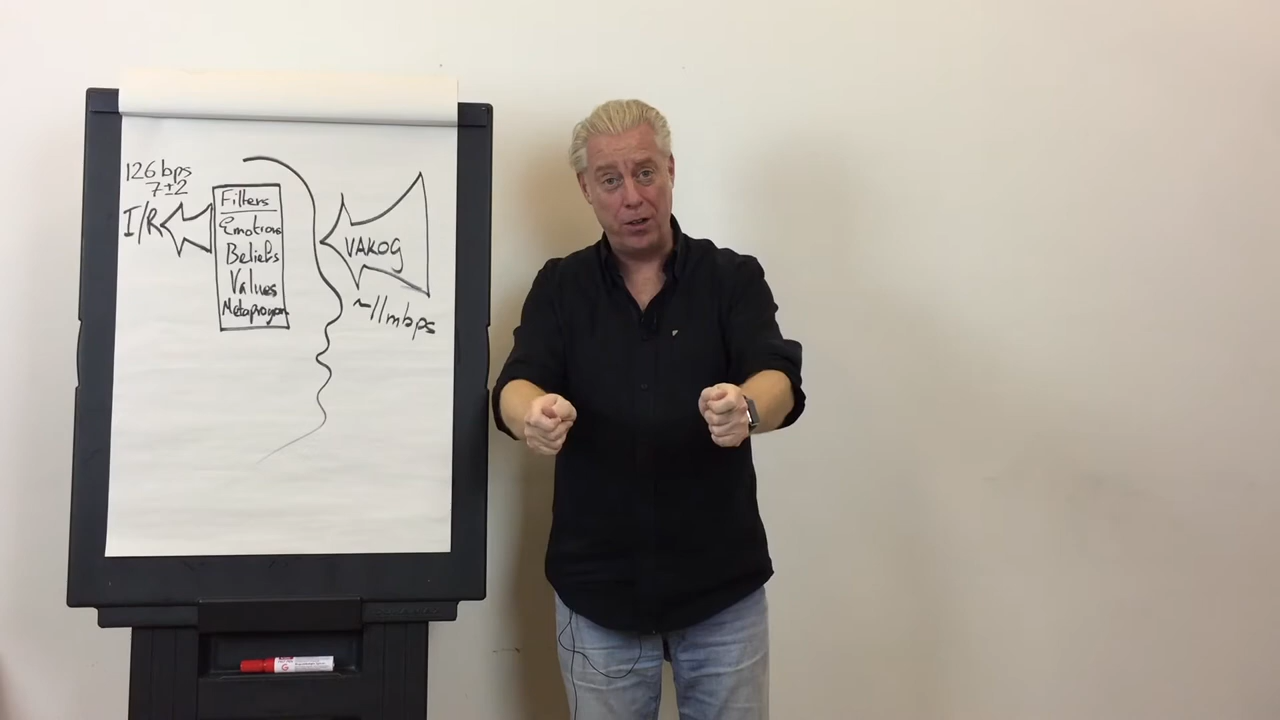 126 bps
7±2
I/R
Filters
Emotions
Beliefs
Values
Metaprogram
VAKOG
~11mbps